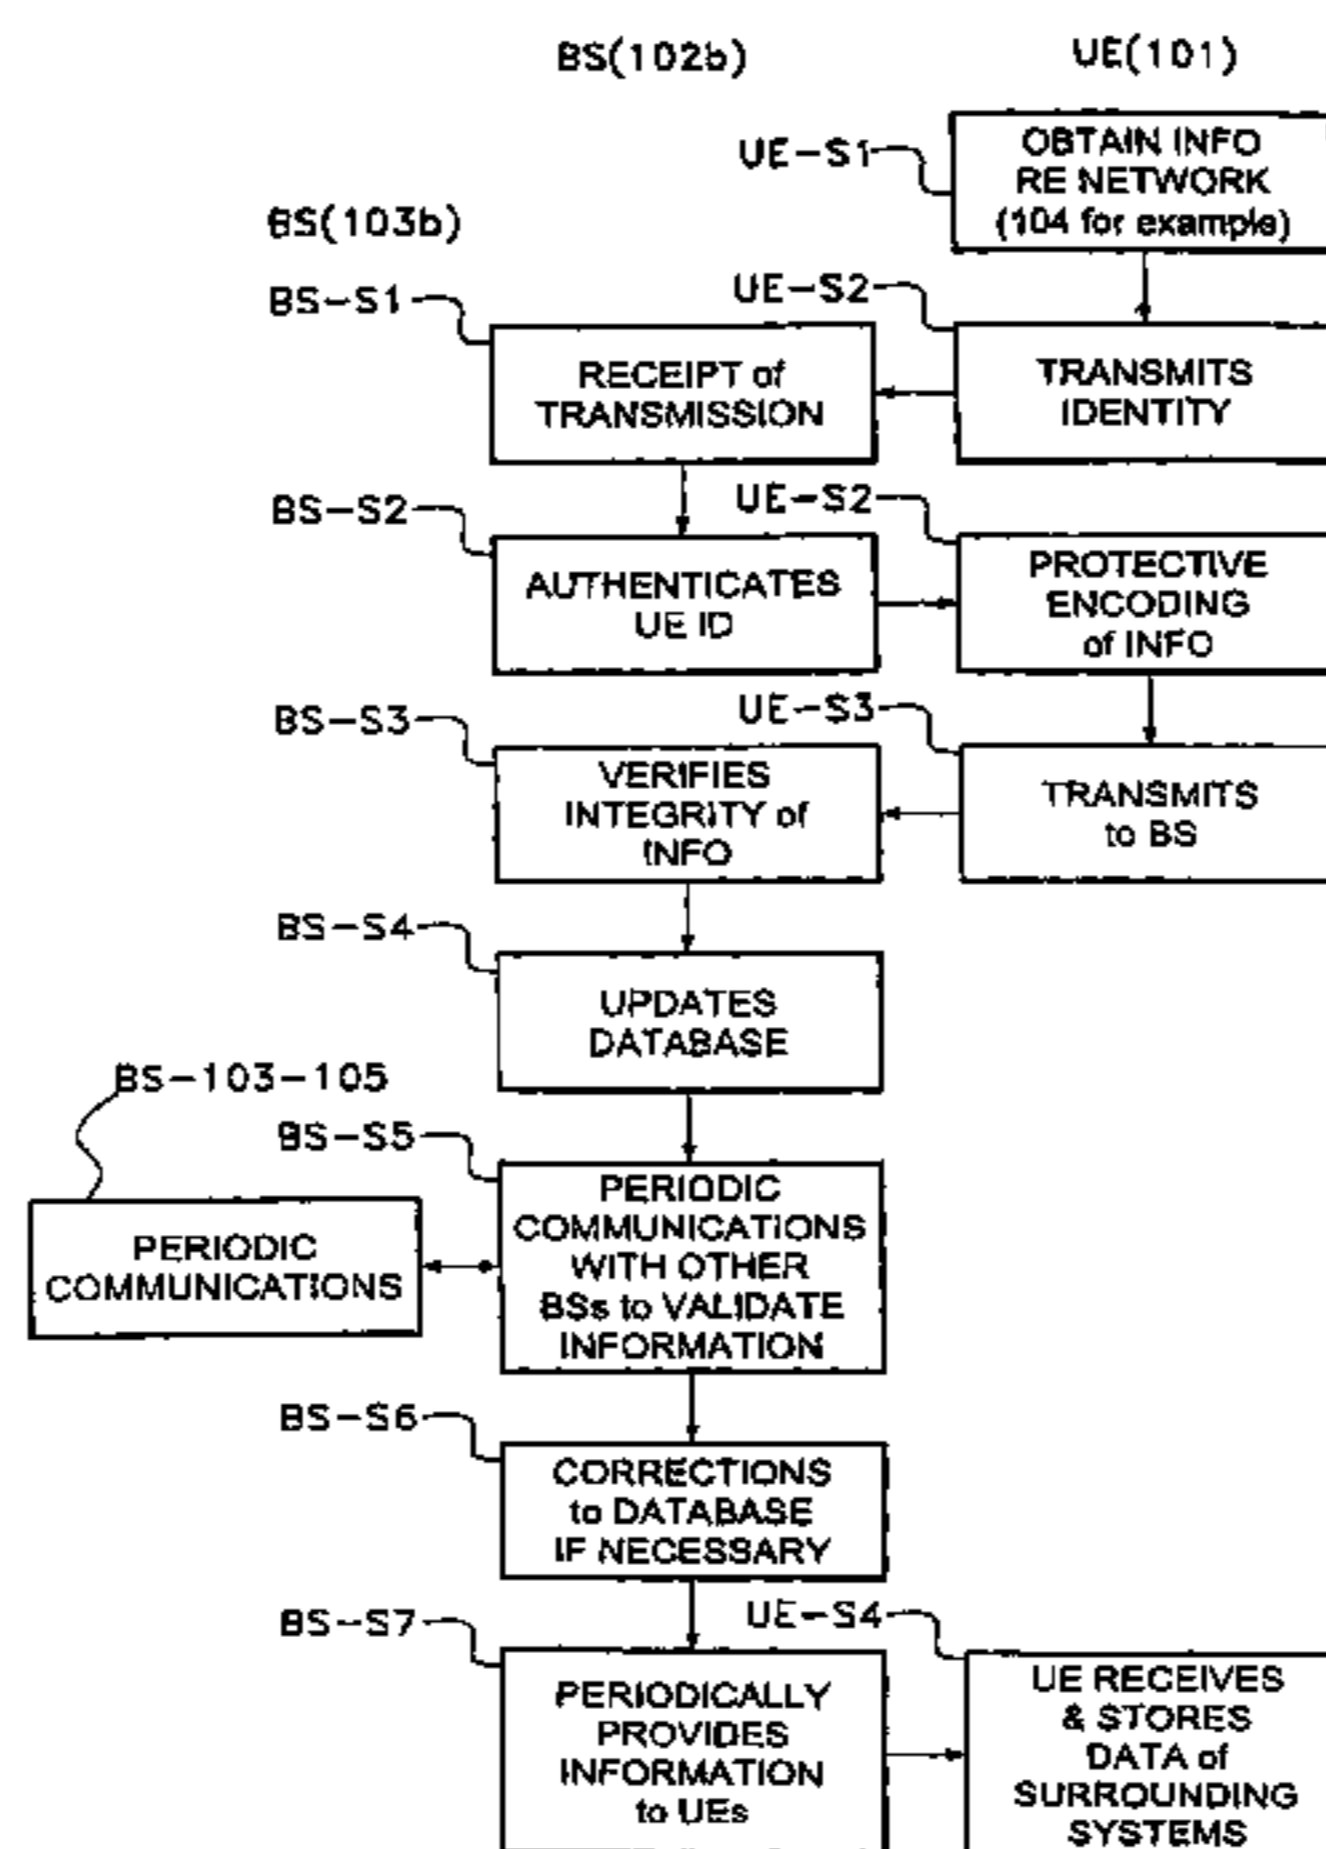 BS(102b)
UE(101)
UE-S1
OBTAIN INFO
RE NETWORK
(104 for example)
BS(103b)
BS-S1
UE-S2
RECEIPT of
TRANSMISSION
TRANSMITS
IDENTITY
BS-S2
UE-S2
AUTHENTICATES
UE ID
PROTECTIVE
ENCODING
of INFO
BS-S3
UE-S3
VERIFIES
INTEGRITY of
INFO
TRANSMITS
to BS
BS-S4
UPDATES
DATABASE
BS-103-105
BS-S5
PERIODIC
COMMUNICATIONS
PERIODIC
COMMUNICATIONS
WITH OTHER
BSs to VALIDATE
INFORMATION
BS-S6
CORRECTIONS
to DATABASE
IF NECESSARY
BS-S7
UE-S4
PERIODICALLY
PROVIDES
INFORMATION
to UEs
UE RECEIVES
& STORES
DATA of
SURROUNDING
SYSTEMS